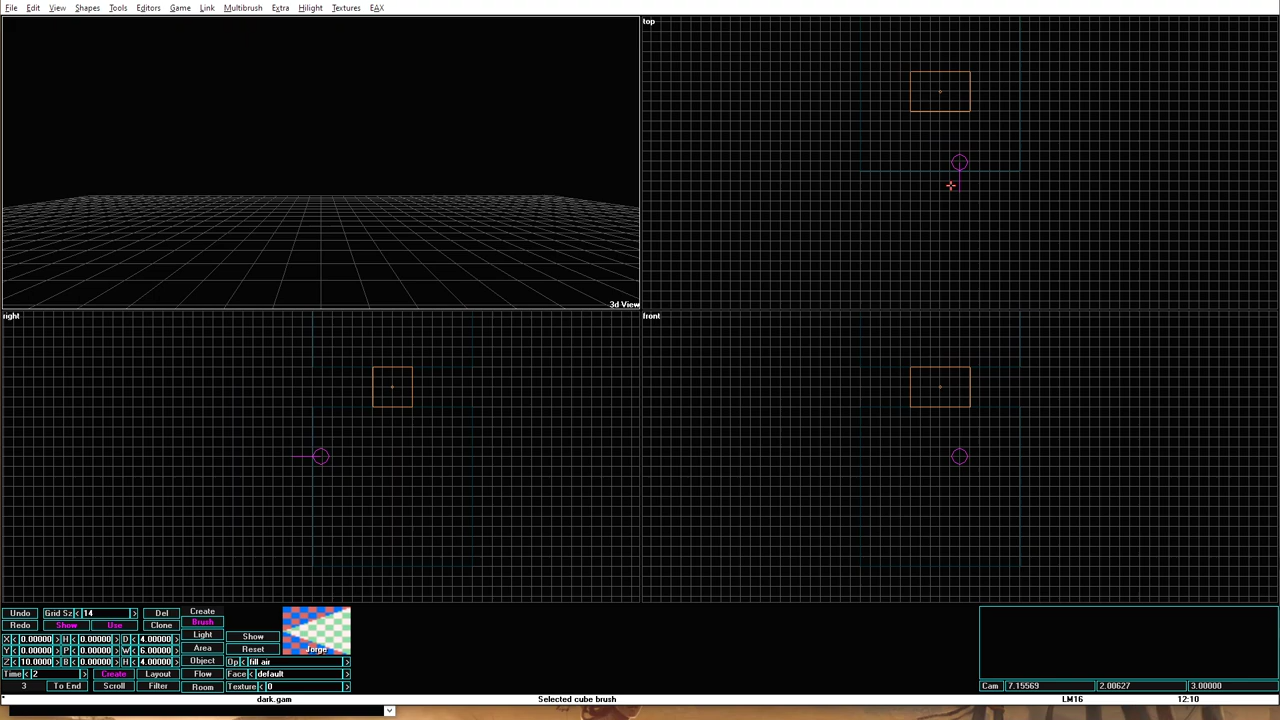 File Edit View Shapes Tools Editors Game Link Multibrush Extra Hilight Textures EAX
top
3d View
right
front
Undo Grid Sz < 14 > Del Create
Redo Show Use Clone Brush
X < 0.00000 > H < 0.00000 > D < 4.00000 > Light Show
Y < 0.00000 > P < 0.00000 > W < 6.00000 > Area Reset
Jorge
Z < 10.0000 > B < 0.00000 > H < 4.00000 > Object Op < fill air >
Time < 2 > Create Layout Flow Face < default >
3 To End Scroll Filter Room Texture < 0 >
Cam 7.15569 2.00627 3.00000
dark.gam Selected cube brush LM16 12:10